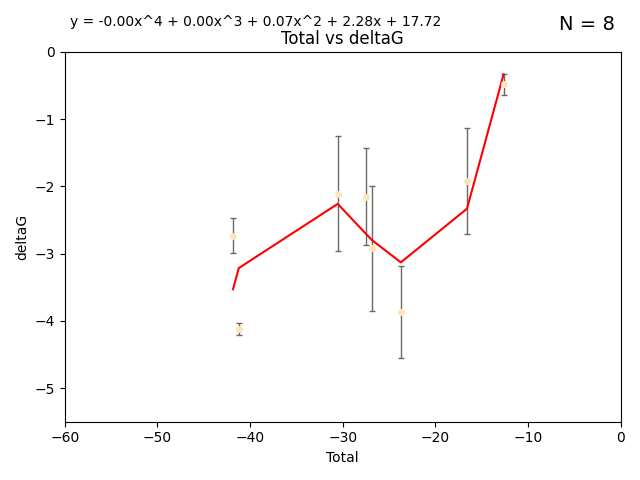 y = -0.00x^4 + 0.00x^3 + 0.07x^2 + 2.28x + 17.72
N = 8
Total vs deltaG
0
−1
−2
−3
−4
−5
deltaG
−60 −50 −40 −30 −20 −10 0
Total